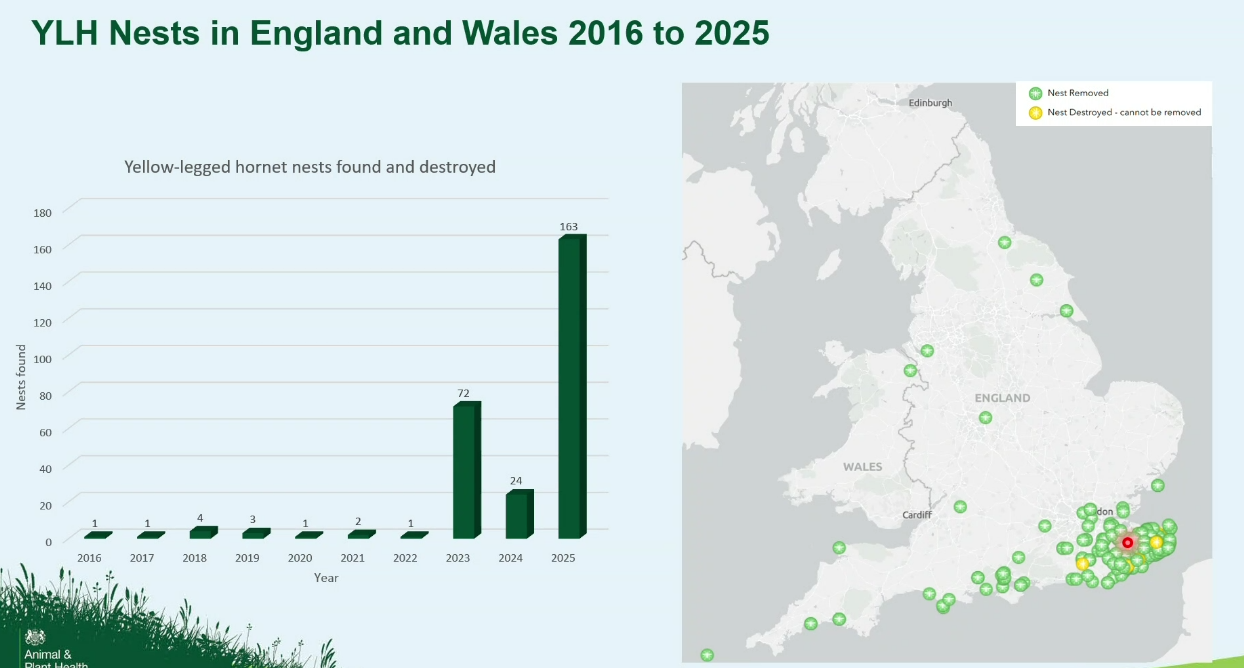 YLH Nests in England and Wales 2016 to 2025
Yellow-legged hornet nests found and destroyed
Nests found
180
160
140
120
100
80
60
40
20
0
1
1
4
3
1
2
1
72
24
163
2016 2017 2018 2019 2020 2021 2022 2023 2024 2025
Year
Nest Removed
Nest Destroyed - cannot be removed
Edinburgh
ENGLAND
WALES
Cardiff
don
Animal &
Plant Health